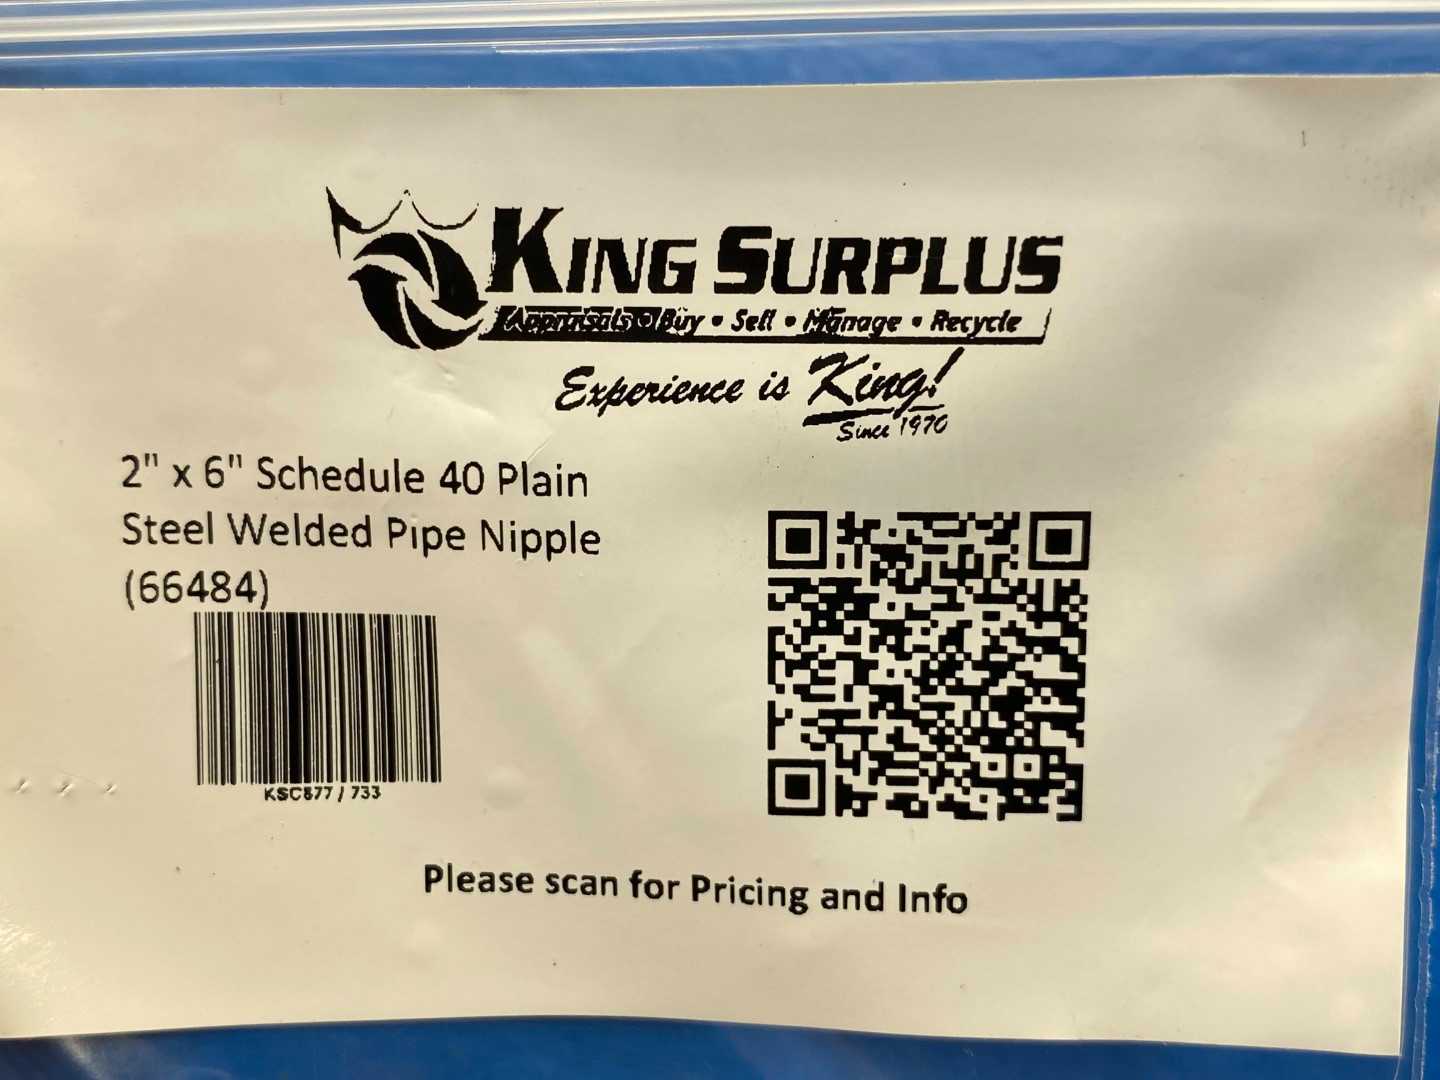 KING SURPLUS
Appraisals • Buy • Sell • Manage • Recycle
Experience is King!
Since 1970
2" x 6" Schedule 40 Plain
Steel Welded Pipe Nipple
(66484)
KSC877 / 733
Please scan for Pricing and Info